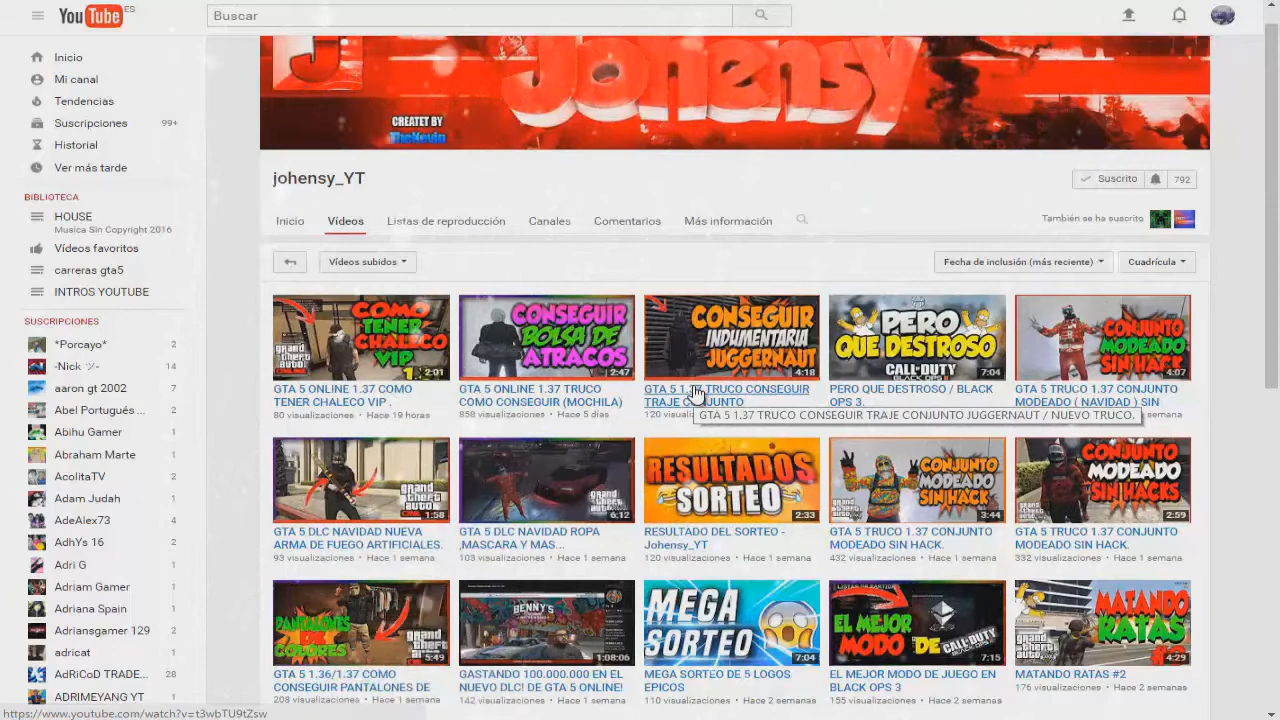 YouTube ES
Buscar
Inicio
Mi canal
Tendencias
Suscripciones 99+
Historial
Ver más tarde
BIBLIOTECA
HOUSE
Musica Sin Copyright 2016
Vídeos favoritos
carreras gta5
INTROS YOUTUBE
SUSCRIPCIONES
*Porcayo* 2
-Nick ツ- 14
aaron gt 2002 7
Abel Portugués ... 2
Abihu Gamer 2
Abraham Marte 2
AcolitaTV 2
Adam Judah 1
AdeAlex73 4
AdhYs 16 2
Adri G 1
Adriam Gamer 1
Adriana Spain 1
Adriansgamer 129 2
adricat 1
AdRiCoD TRADE... 28
ADRIMEYANG YT 1
J Johensy
CREATET BY
TheKevin
johensy_YT
Suscrito 792
Inicio Vídeos Listas de reproducción Canales Comentarios Más información
También se ha suscrito
Vídeos subidos
Fecha de inclusión (más reciente) Cuadrícula
COMO
TENER
CHALECO
VIP
2:01
GTA 5 ONLINE 1.37 COMO
TENER CHALECO VIP .
80 visualizaciones • Hace 19 horas
CONSEGUIR
BOLSA DE
ATRACOS
2:47
GTA 5 ONLINE 1.37 TRUCO
COMO CONSEGUIR (MOCHILA)
858 visualizaciones • Hace 5 días
CONSEGUIR
INDUMENTARIA
JUGGERNAUT
4:18
GTA 5 1.37 TRUCO CONSEGUIR
TRAJE CONJUNTO
GTA 5 1.37 TRUCO CONSEGUIR TRAJE CONJUNTO JUGGERNAUT / NUEVO TRUCO.
PERO
QUE DESTROSO
CALL OF DUTY
7:04
PERO QUE DESTROSO / BLACK
OPS 3.
CONJUNTO
MODEADO
SIN HACK
4:07
GTA 5 TRUCO 1.37 CONJUNTO
MODEADO ( NAVIDAD ) SIN
grand theft auto
1:58
GTA 5 DLC NAVIDAD NUEVA
ARMA DE FUEGO ARTIFICIALES.
93 visualizaciones • Hace 1 semana
grand theft auto
6:12
GTA 5 DLC NAVIDAD ROPA
,MASCARA Y MAS...
103 visualizaciones • Hace 1 semana
RESULTADOS
SORTEO
2:33
RESULTADO DEL SORTEO -
Johensy_YT
120 visualizaciones • Hace 1 semana
CONJUNTO
MODEADO
SIN HACK
3:44
GTA 5 TRUCO 1.37 CONJUNTO
MODEADO SIN HACK.
432 visualizaciones • Hace 1 semana
CONJUNTO
MODEADO
SIN HACKS
2:59
GTA 5 TRUCO 1.37 CONJUNTO
MODEADO SIN HACK.
332 visualizaciones • Hace 1 semana
PANTALONES
DE
COLORES
5:49
GTA 5 1.36/1.37 COMO
CONSEGUIR PANTALONES DE
208 visualizaciones • Hace 1 semana
BENNY'S
1:08:06
GASTANDO 100.000.000 EN EL
NUEVO DLC! DE GTA 5 ONLINE!
142 visualizaciones • Hace 1 semana
MEGA
SORTEO
7:04
MEGA SORTEO DE 5 LOGOS
EPICOS
110 visualizaciones • Hace 2 semanas
EL MEJOR
MODO DE
CALL OF DUTY
7:15
EL MEJOR MODO DE JUEGO EN
BLACK OPS 3
155 visualizaciones • Hace 2 semanas
MATANDO
RATAS
#2
4:29
MATANDO RATAS #2
176 visualizaciones • Hace 2 semanas
https://www.youtube.com/watch?v=t3wbTU9tZsw